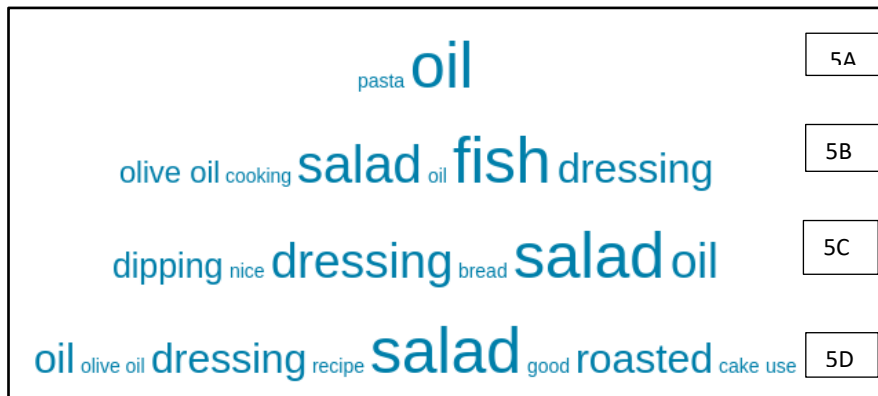 pasta oil 5A
olive oil cooking salad oil fish dressing 5B
dipping nice dressing bread salad oil 5C
oil olive oil dressing recipe salad good roasted cake use 5D